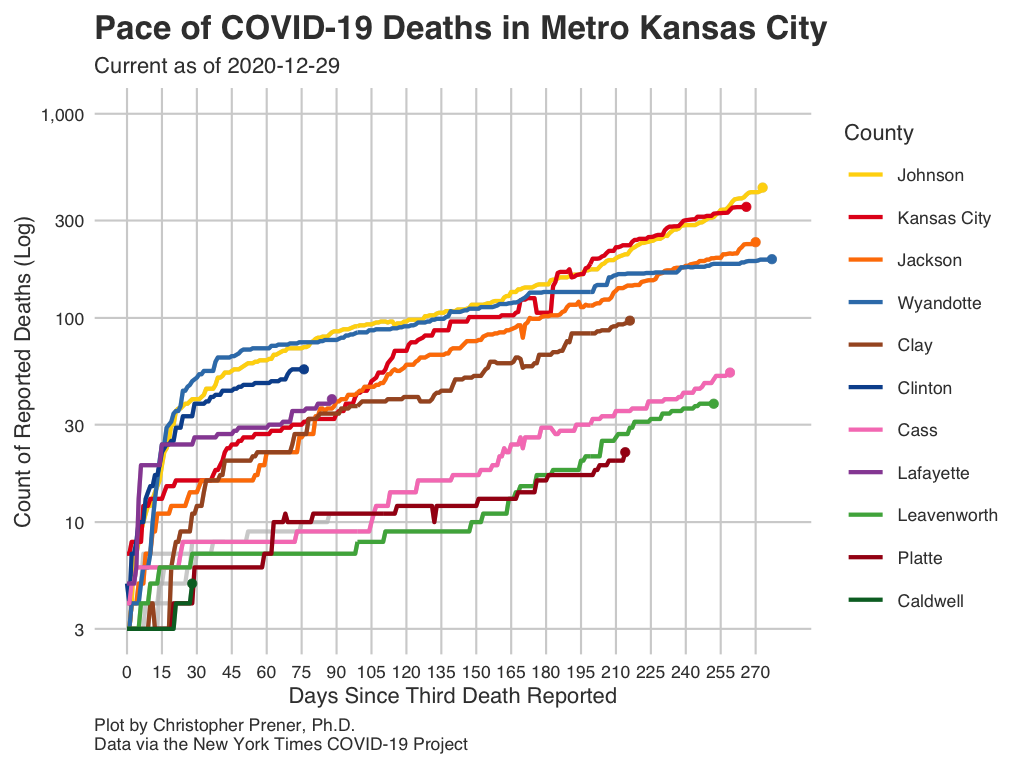 Pace of COVID-19 Deaths in Metro Kansas City
Current as of 2020-12-29
Count of Reported Deaths (Log)
1,000
300
100
30
10
3
0 15 30 45 60 75 90 105 120 135 150 165 180 195 210 225 240 255 270
Days Since Third Death Reported
County
Johnson
Kansas City
Jackson
Wyandotte
Clay
Clinton
Cass
Lafayette
Leavenworth
Platte
Caldwell
Plot by Christopher Prener, Ph.D.
Data via the New York Times COVID-19 Project